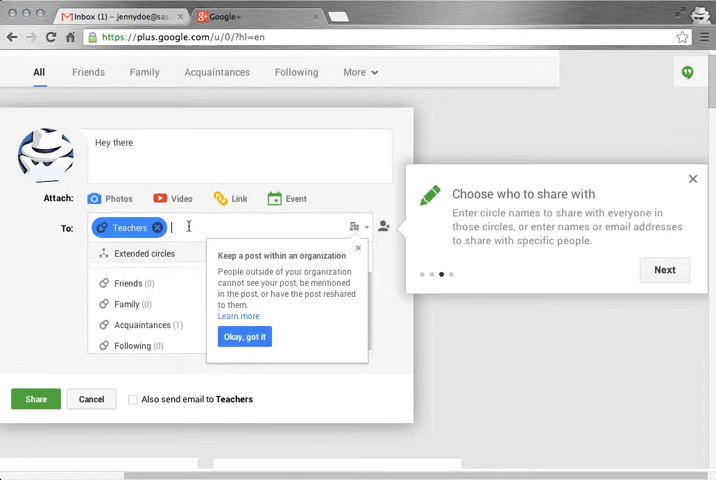 Inbox (1) – jennydoe@sas
Google+
https://plus.google.com/u/0/?hl=en
All Friends Family Acquaintances Following More
Hey there
Attach: Photos Video Link Event
To: Teachers
Extended circles
Friends (0)
Family (0)
Acquaintances (1)
Following (0)
Keep a post within an organization
People outside of your organization
cannot see your post, be mentioned
in the post, or have the post reshared
to them.
Learn more
Okay, got it
Choose who to share with
Enter circle names to share with everyone in
those circles, or enter names or email addresses
to share with specific people.
Next
Share Cancel Also send email to Teachers